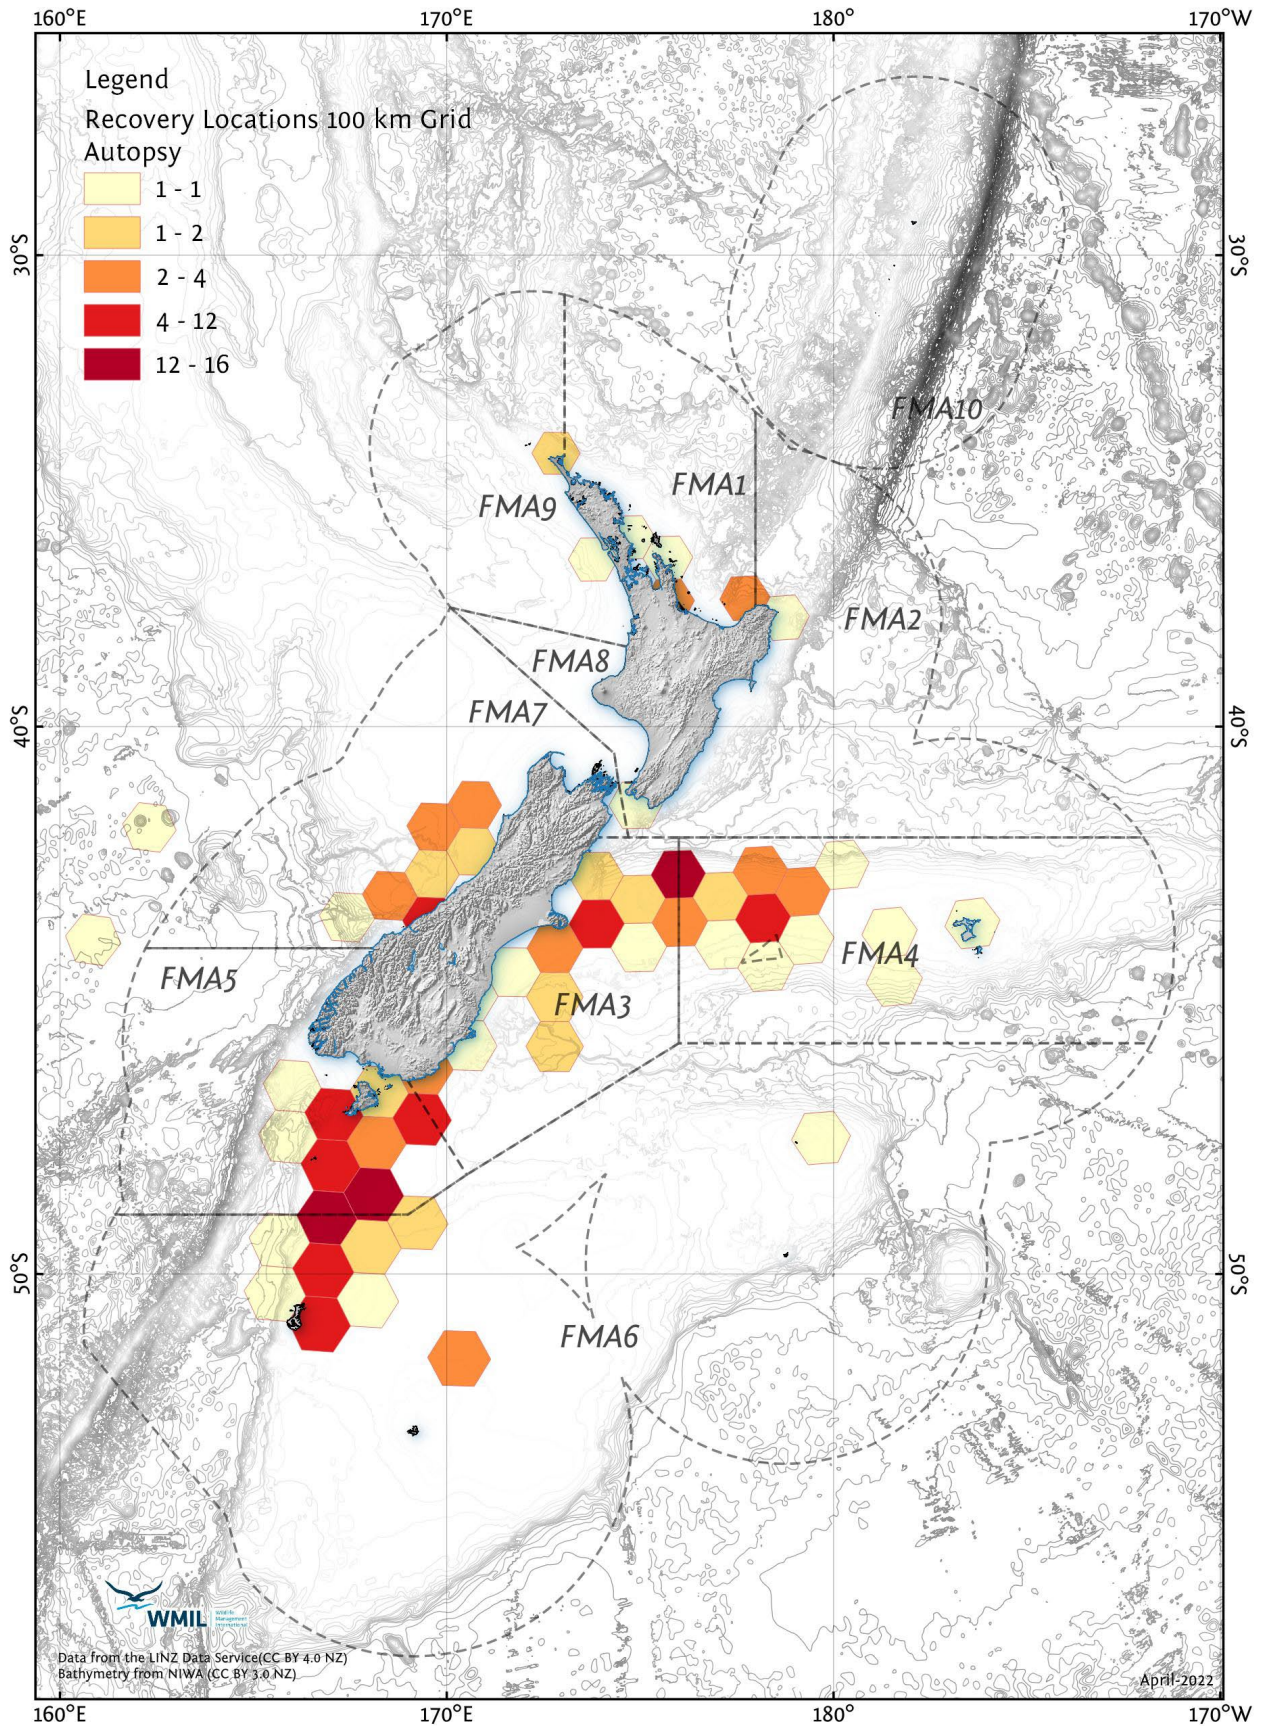 160°E 170°E 180° 170°W
Legend
Recovery Locations 100 km Grid
Autopsy
1 - 1
1 - 2
2 - 4
4 - 12
12 - 16
30°S 30°S
FMA10
FMA1
FMA9
FMA2
FMA8
FMA7
40°S 40°S
FMA4
FMA5
FMA3
50°S 50°S
FMA6
WMIL Wildlife
Management
International
Data from the LINZ Data Service(CC BY 4.0 NZ)
Bathymetry from NIWA (CC BY 3.0 NZ)
April-2022
160°E 170°E 180° 170°W